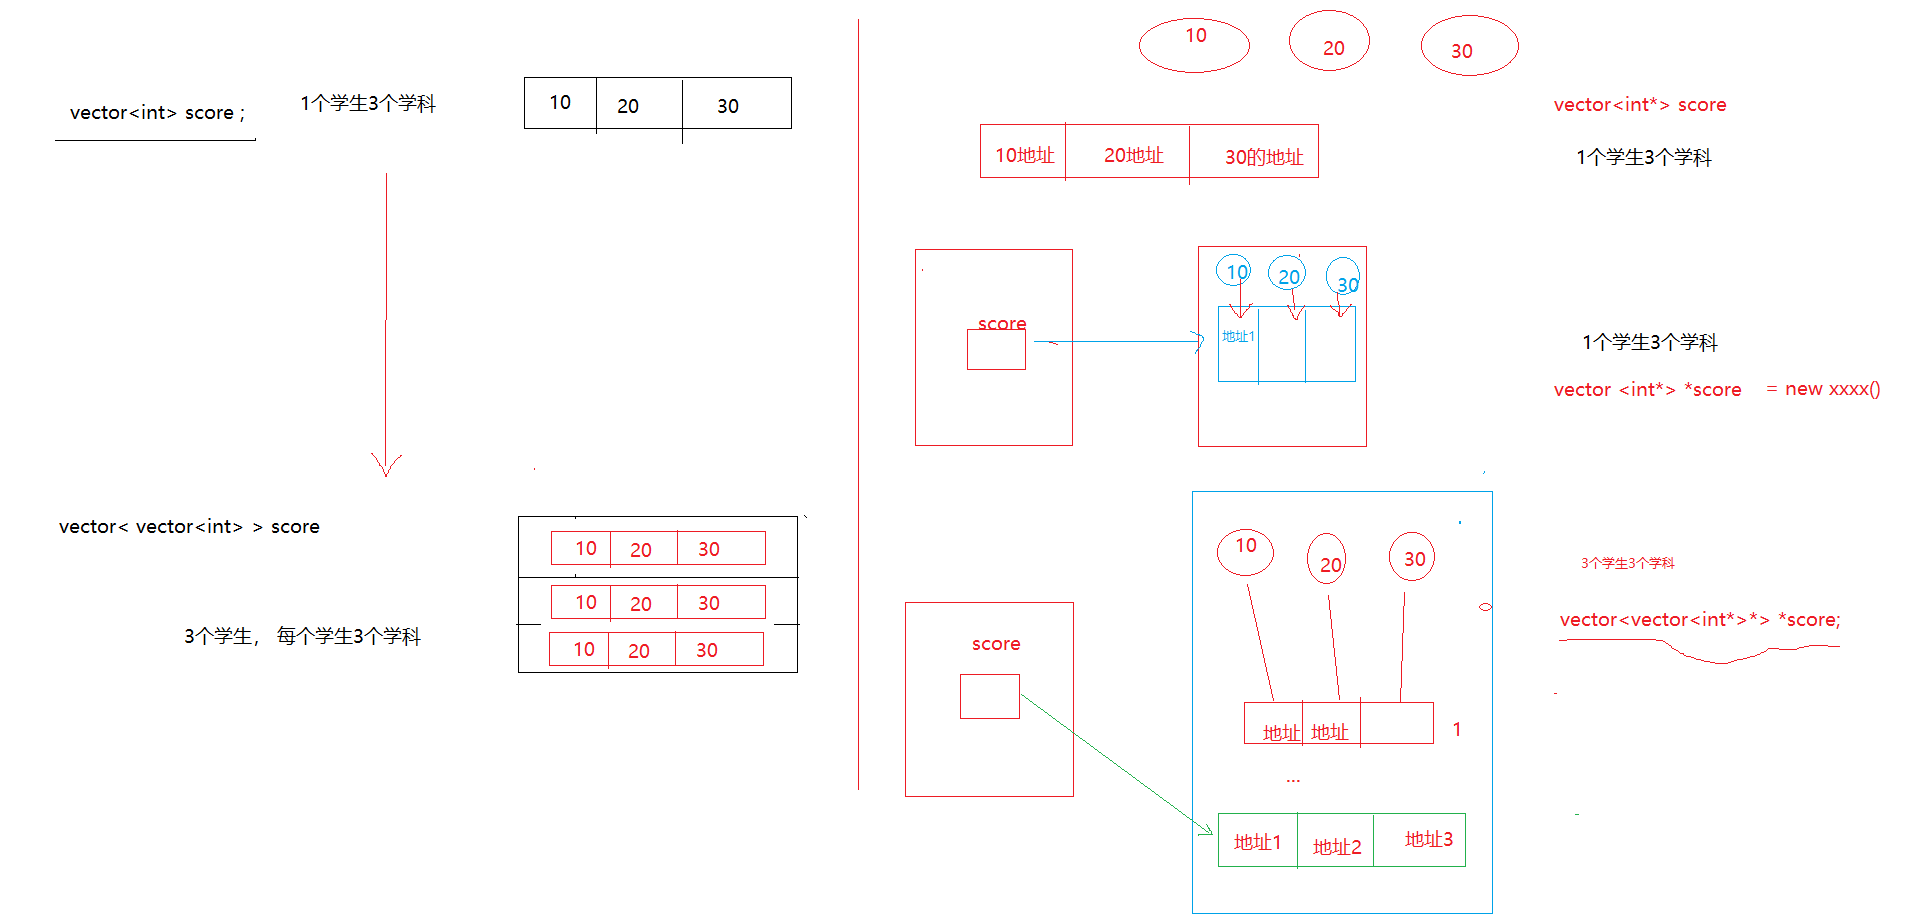 vector<int> score ;
1个学生3个学科
10 20 30
vector< vector<int> > score
3个学生， 每个学生3个学科
10 20 30
10 20 30
10 20 30
10 20 30
vector<int*> score
10地址 20地址 30的地址
1个学生3个学科
10 20 30
score
地址1
1个学生3个学科
vector <int*> *score = new xxxx()
10 20 30
3个学生3个学科
vector<vector<int*>*> *score;
score
地址 地址 1
...
地址1 地址2 地址3